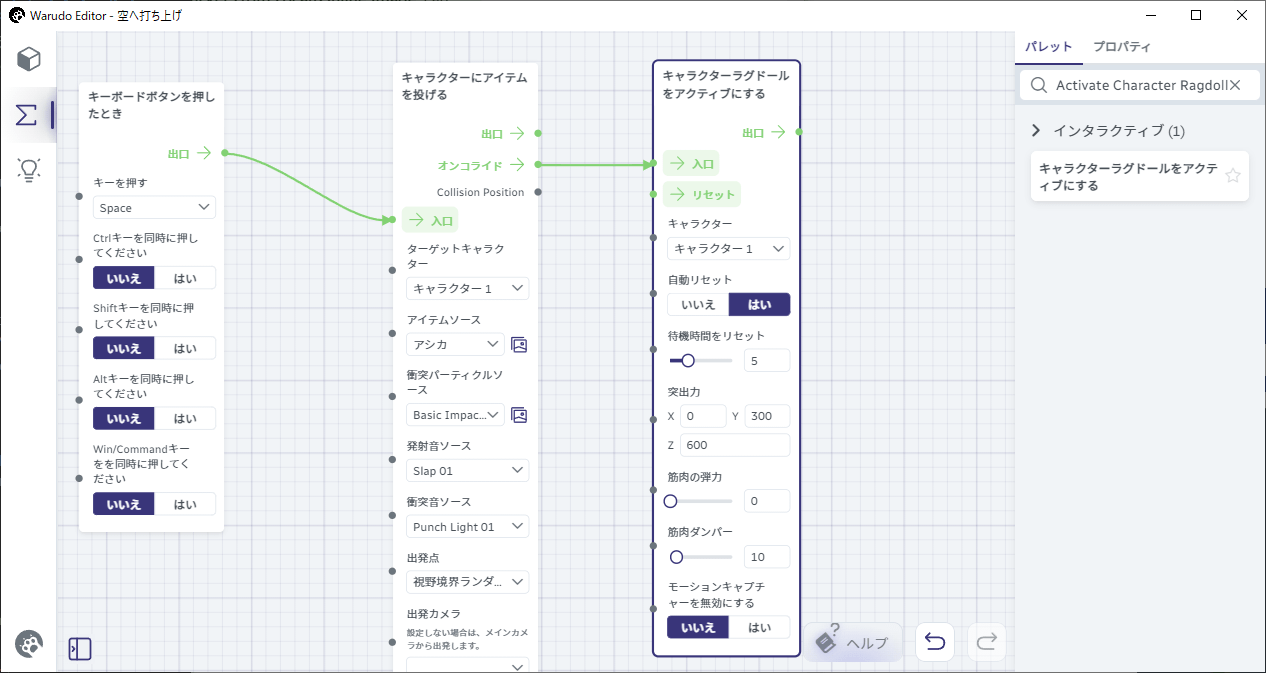 Warudo Editor - 空へ打ち上げ
キーボードボタンを押し
たとき
出口
キーを押す
Space
Ctrlキーを同時に押し
てください
いいえ
はい
Shiftキーを同時に押
してください
いいえ
はい
Altキーを同時に押し
てください
いいえ
はい
Win/Commandキー
をを同時に押してく
ださい
いいえ
はい
キャラクターにアイテム
を投げる
出口
オンコライド
Collision Position
入口
ターゲットキャラク
ター
キャラクター 1
アイテムソース
アシカ
衝突パーティクルソ
ース
Basic Impac...
発射音ソース
Slap 01
衝突音ソース
Punch Light 01
出発点
視野境界ランダ...
出発カメラ
設定しない場合は、メインカメ
ラから出発します。
キャラクターラグドール
をアクティブにする
出口
入口
リセット
キャラクター
キャラクター 1
自動リセット
いいえ
はい
待機時間をリセット
5
突出力
X 0 Y 300
Z 600
筋肉の弾力
0
筋肉ダンパー
10
モーションキャプチ
ャーを無効にする
いいえ
はい
ヘルプ
パレット
プロパティ
Activate Character Ragdoll
インタラクティブ (1)
キャラクターラグドールをアクテ
ィブにする